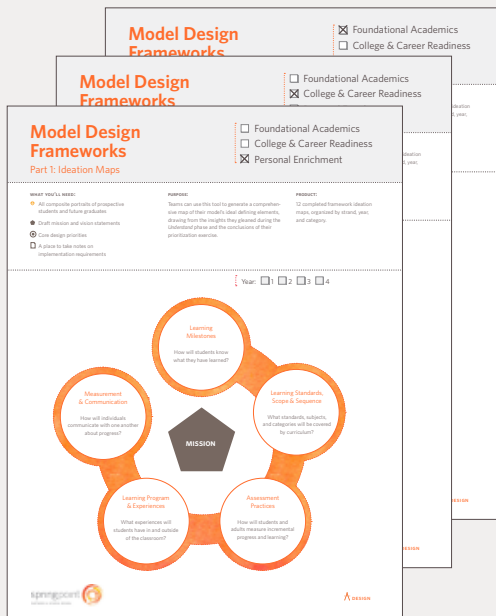 Model Design
Frameworks
☒ Foundational Academics
☐ College & Career Readiness
Model Design
Frameworks
☐ Foundational Academics
☒ College & Career Readiness
Model Design
Frameworks
Part 1: Ideation Maps
☐ Foundational Academics
☐ College & Career Readiness
☒ Personal Enrichment
WHAT YOU'LL NEED:
All composite portraits of prospective
students and future graduates
Draft mission and vision statements
Core design priorities
A place to take notes on
implementation requirements
PURPOSE:
Teams can use this tool to generate a comprehen-
sive map of their model's ideal defining elements,
drawing from the insights they gleaned during the
Understand phase and the conclusions of their
prioritization exercise.
PRODUCT:
12 completed framework ideation
maps, organized by strand, year,
and category.
ideation
d, year,
ideation
d, year,
Year: ☐ 1 ☐ 2 ☐ 3 ☐ 4
Learning
Milestones
How will students know
what they have learned?
Measurement
& Communication
How will individuals
communicate with one another
about progress?
Learning Standards,
Scope & Sequence
What standards, subjects,
and categories will be covered
by curriculum?
MISSION
Learning Program
& Experiences
What experiences will
students have in and outside
of the classroom?
Assessment
Practices
How will students and
adults measure incremental
progress and learning?
DESIGN
DESIGN
springpoint
DESIGN